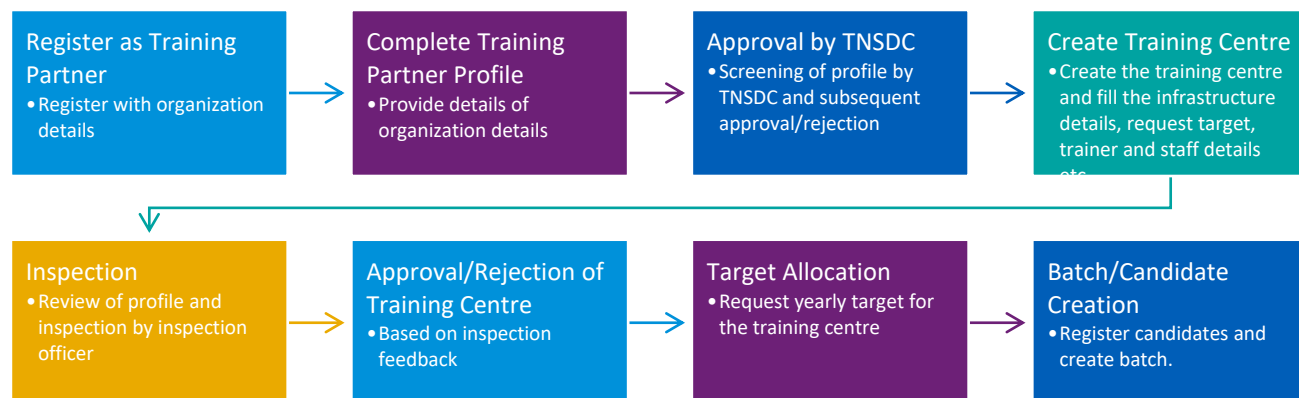 Register as Training
Partner
•Register with organization
details
Complete Training
Partner Profile
•Provide details of
organization details
Approval by TNSDC
•Screening of profile by
TNSDC and subsequent
approval/rejection
Create Training Centre
•Create the training centre
and fill the infrastructure
details, request target,
trainer and staff details
etc
Inspection
•Review of profile and
inspection by inspection
officer
Approval/Rejection of
Training Centre
•Based on inspection
feedback
Target Allocation
•Request yearly target for
the training centre
Batch/Candidate
Creation
•Register candidates and
create batch.